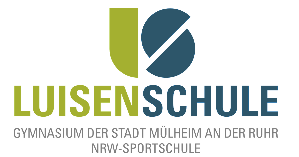 LUISENSCHULE
GYMNASIUM DER STADT MÜLHEIM AN DER RUHR
NRW-SPORTSCHULE